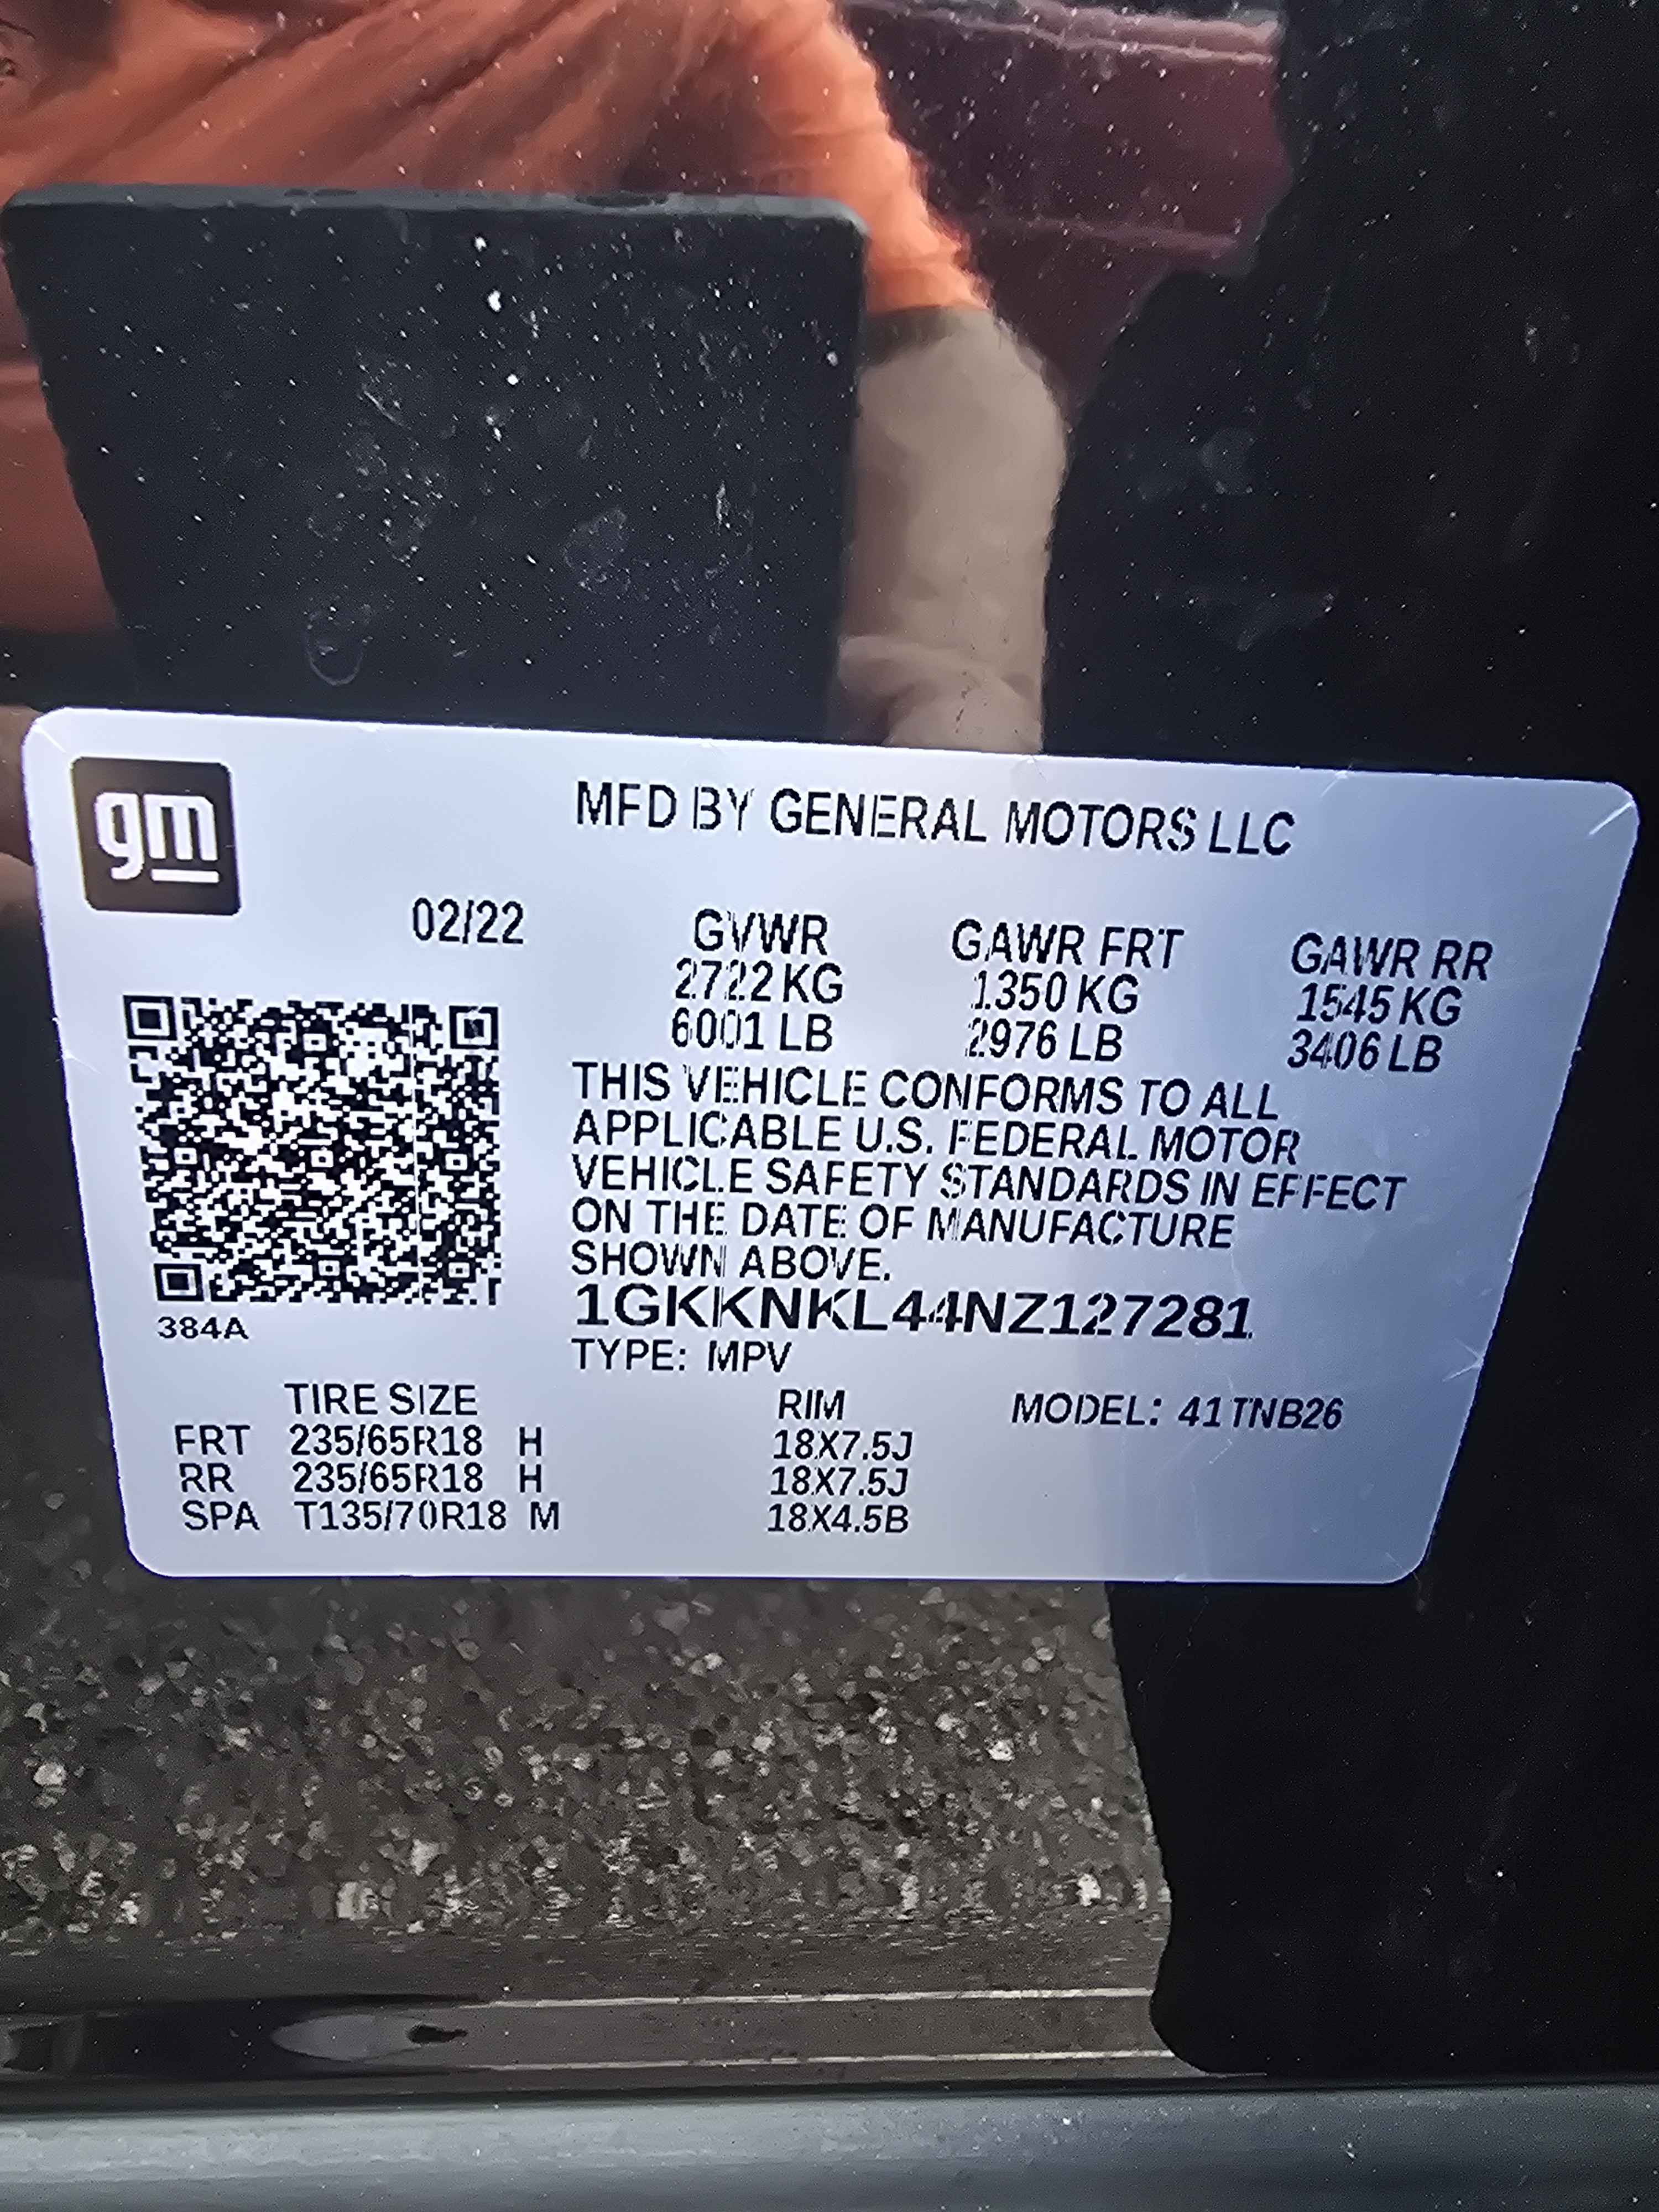 gm
MFD BY GENERAL MOTORS LLC
02/22 GVWR GAWR FRT GAWR RR
2722 KG 1350 KG 1545 KG
6001 LB 2976 LB 3406 LB
THIS VEHICLE CONFORMS TO ALL
APPLICABLE U.S. FEDERAL MOTOR
VEHICLE SAFETY STANDARDS IN EFFECT
ON THE DATE OF MANUFACTURE
SHOWN ABOVE.
1GKKNKL44NZ127281
384A
TYPE: MPV
TIRE SIZE RIM MODEL: 41TNB26
FRT 235/65R18 H 18X7.5J
RR 235/65R18 H 18X7.5J
SPA T135/70R18 M 18X4.5B